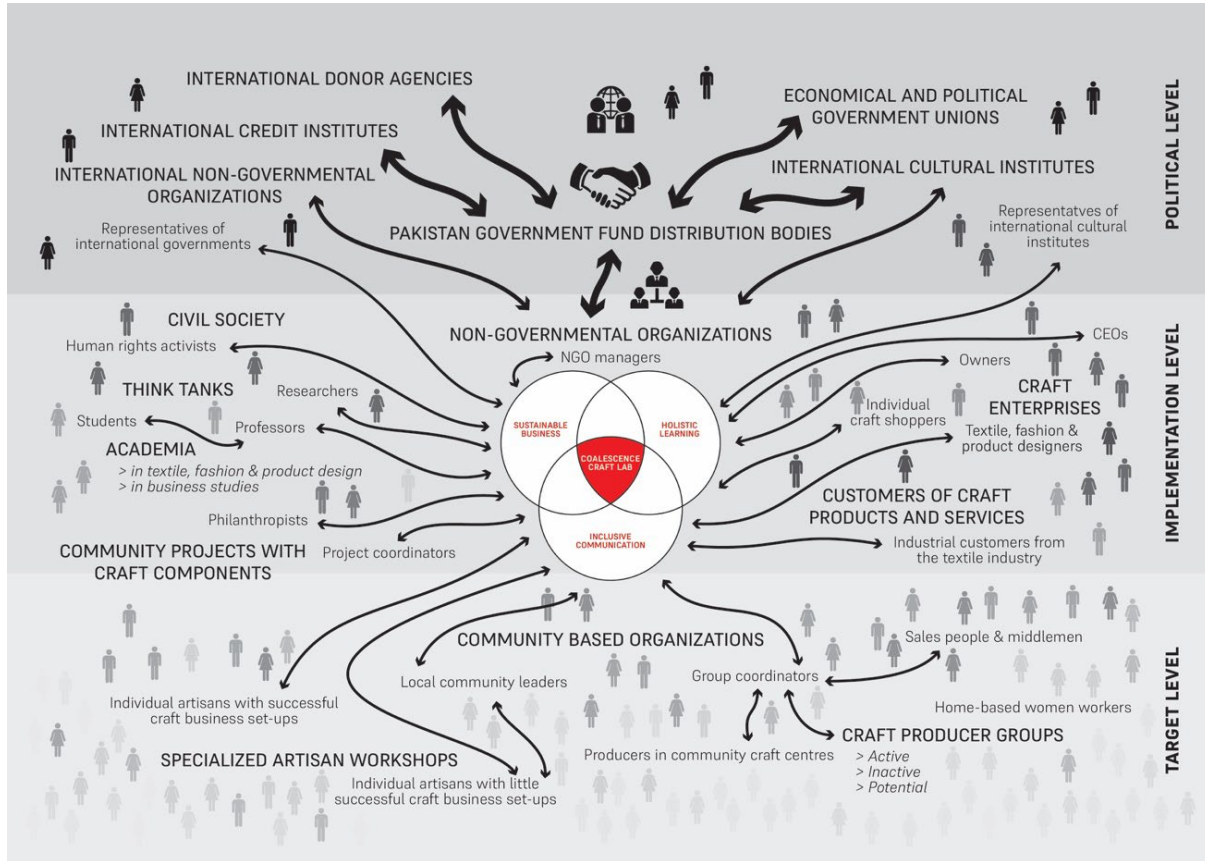 INTERNATIONAL DONOR AGENCIES
INTERNATIONAL CREDIT INSTITUTES
INTERNATIONAL NON-GOVERNMENTAL
ORGANIZATIONS
Representatves of
international governments
ECONOMICAL AND POLITICAL
GOVERNMENT UNIONS
INTERNATIONAL CULTURAL INSTITUTES
Representatves of
international cultural
institutes
PAKISTAN GOVERNMENT FUND DISTRIBUTION BODIES
POLITICAL LEVEL
NON-GOVERNMENTAL ORGANIZATIONS
NGO managers
CIVIL SOCIETY
Human rights activists
THINK TANKS
Researchers
Students
Professors
ACADEMIA
> in textile, fashion & product design
> in business studies
Philanthropists
COMMUNITY PROJECTS WITH
CRAFT COMPONENTS
Project coordinators
SUSTAINABLE
BUSINESS
HOLISTIC
LEARNING
COALESCENCE
CRAFT LAB
INCLUSIVE
COMMUNICATION
CEOs
Owners
CRAFT
ENTERPRISES
Individual
craft shoppers
Textile, fashion &
product designers
CUSTOMERS OF CRAFT
PRODUCTS AND SERVICES
Industrial customers from
the textile industry
IMPLEMENTATION LEVEL
COMMUNITY BASED ORGANIZATIONS
Local community leaders
Group coordinators
Sales people & middlemen
Home-based women workers
Individual artisans with successful
craft business set-ups
SPECIALIZED ARTISAN WORKSHOPS
Individual artisans with little
successful craft business set-ups
Producers in community craft centres
CRAFT PRODUCER GROUPS
> Active
> Inactive
> Potential
TARGET LEVEL